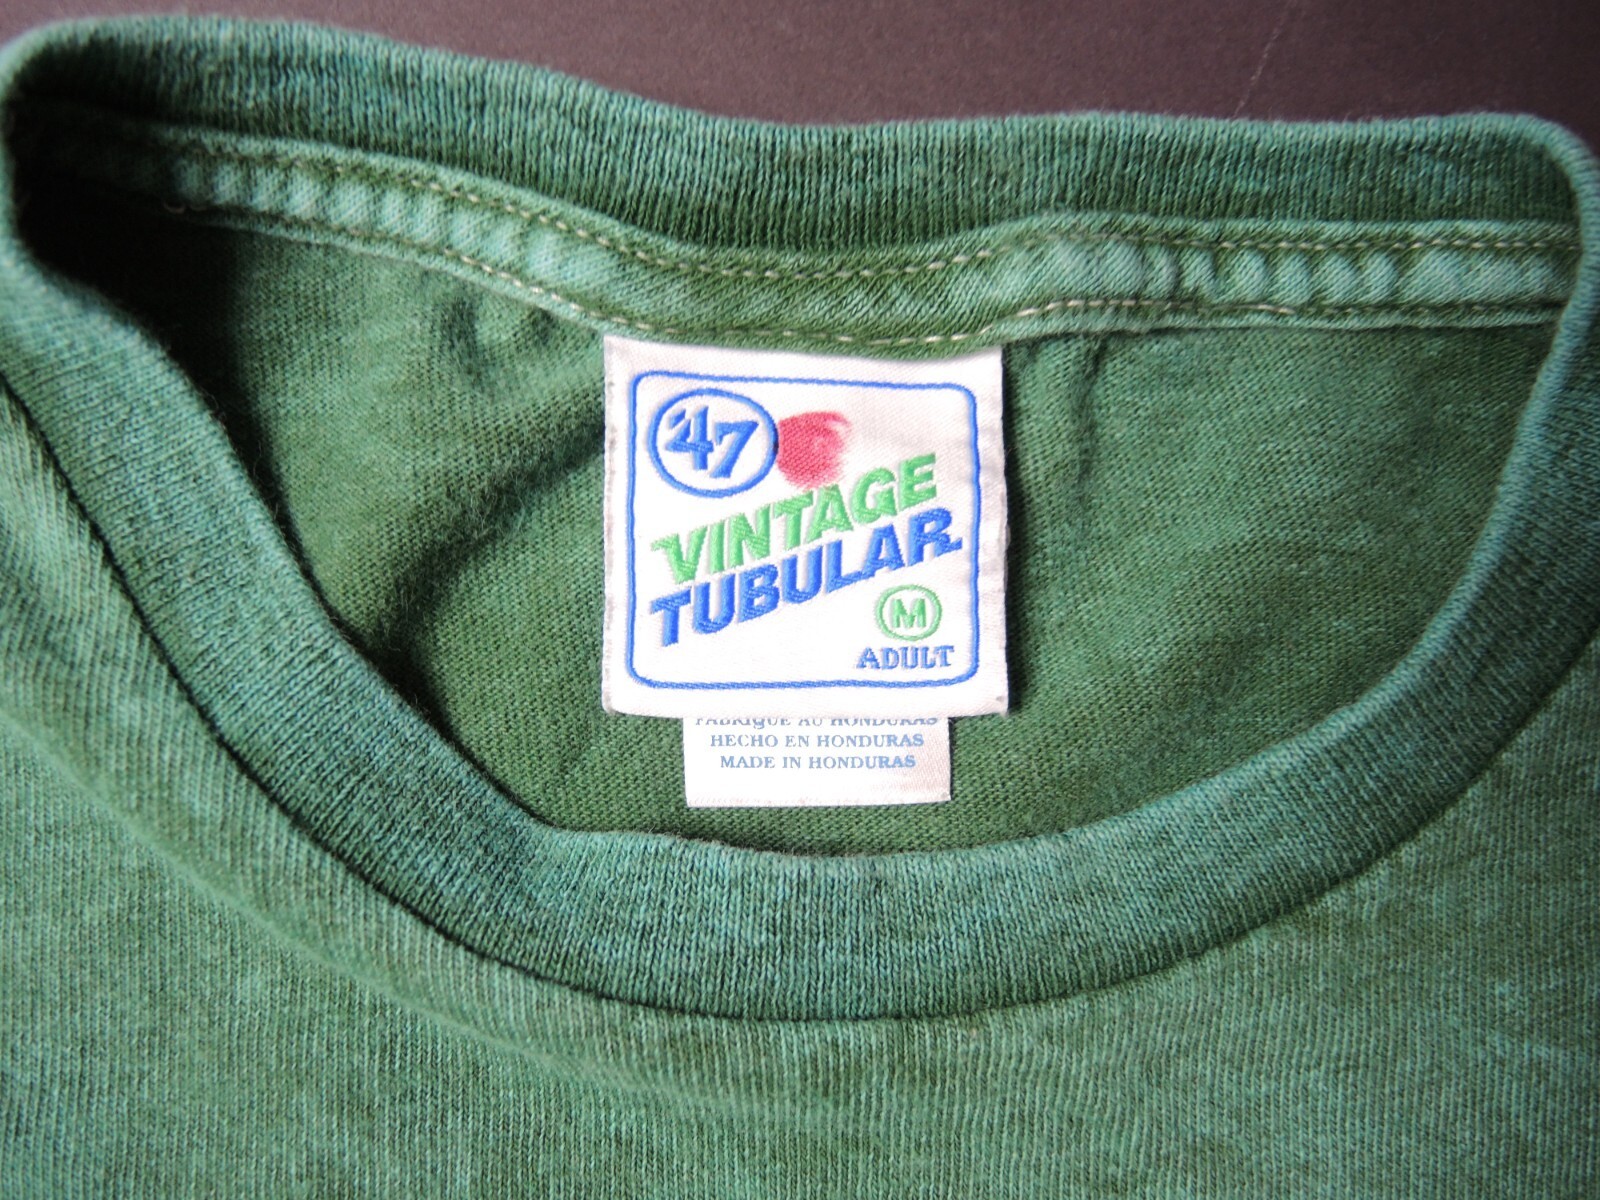 47
VINTAGE
TUBULAR
M
ADULT
FABRIQUE AU HONDURAS
HECHO EN HONDURAS
MADE IN HONDURAS